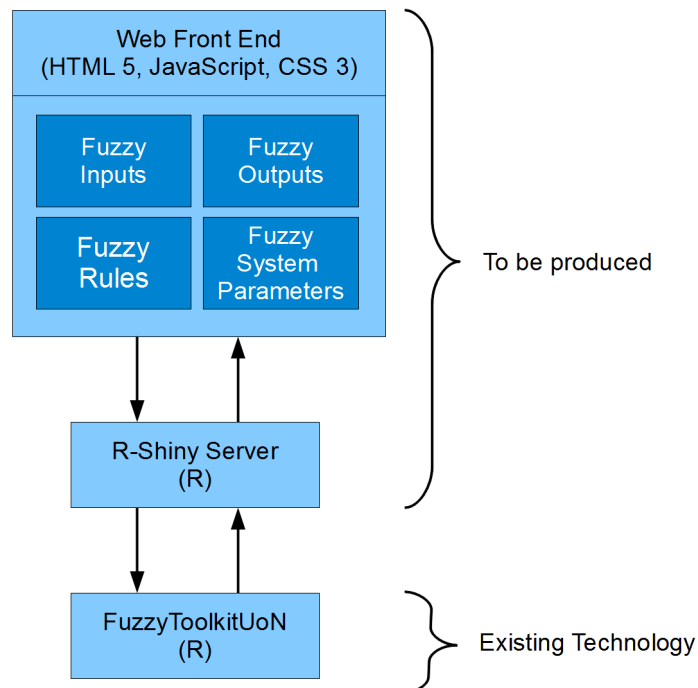 Web Front End
(HTML 5, JavaScript, CSS 3)
Fuzzy
Inputs
Fuzzy
Outputs
Fuzzy
Rules
Fuzzy
System
Parameters
To be produced
R-Shiny Server
(R)
FuzzyToolkitUoN
(R)
Existing Technology